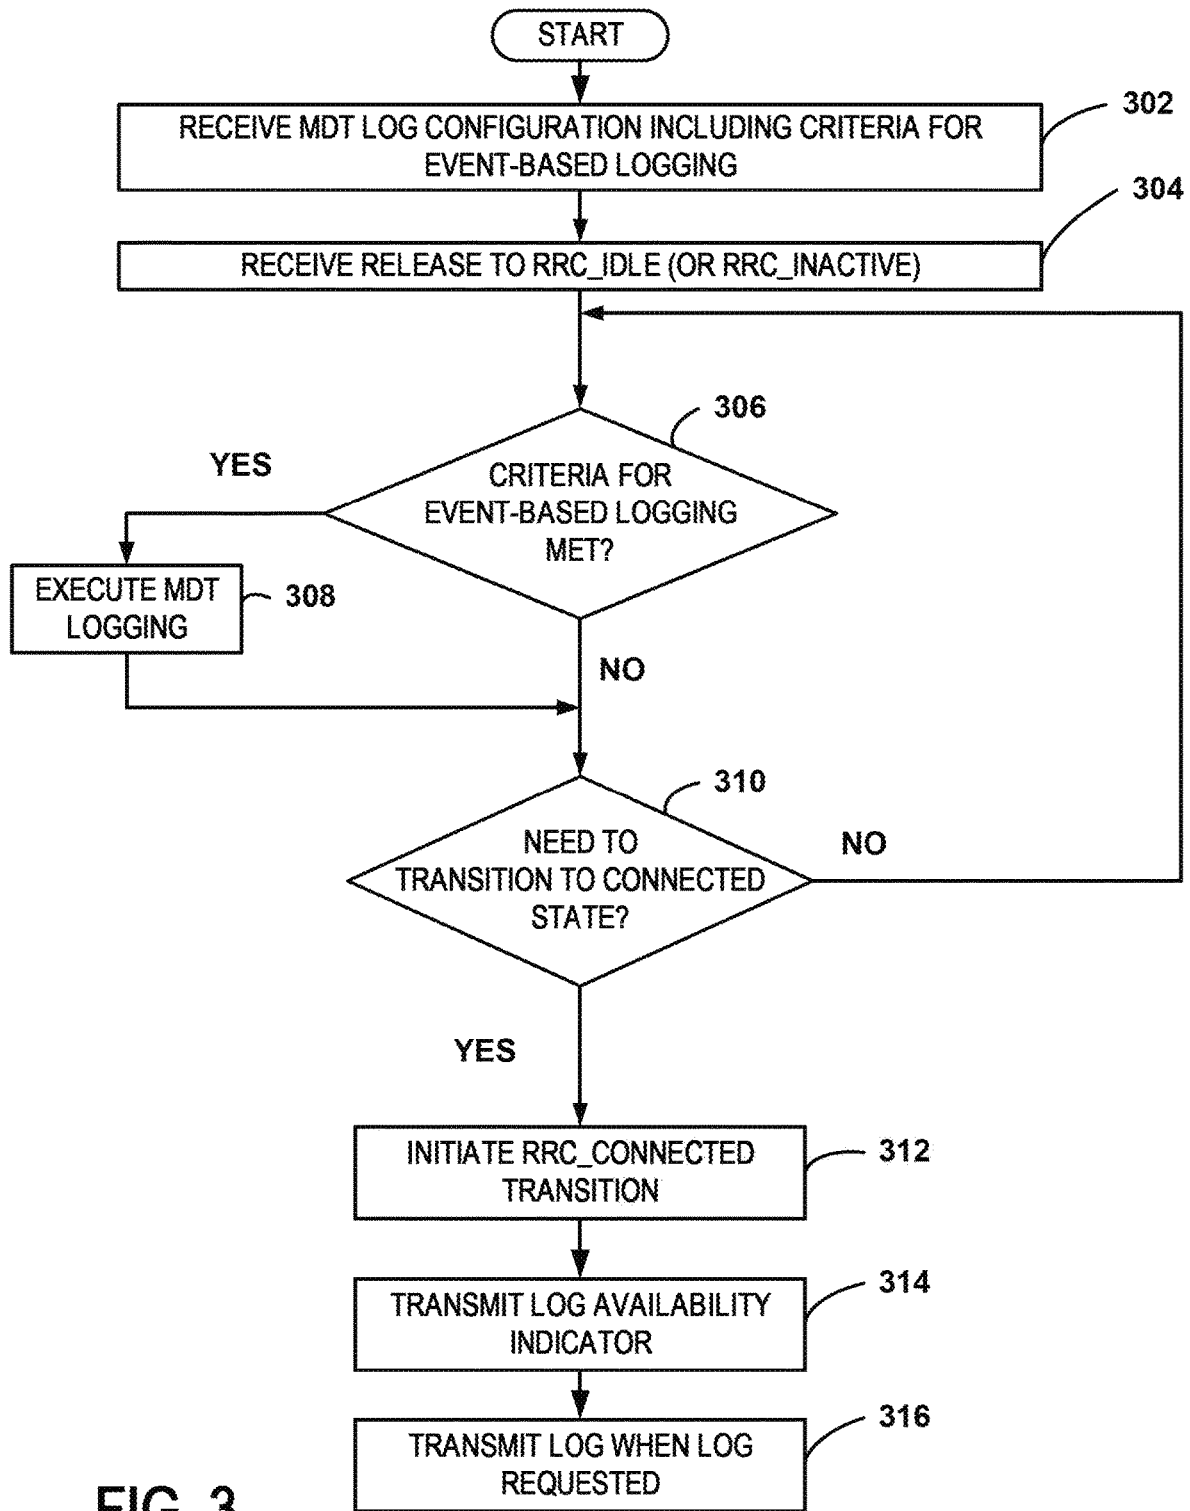 START
RECEIVE MDT LOG CONFIGURATION INCLUDING CRITERIA FOR
EVENT-BASED LOGGING
302
RECEIVE RELEASE TO RRC_IDLE (OR RRC_INACTIVE)
304
CRITERIA FOR
EVENT-BASED LOGGING
MET?
306
YES
EXECUTE MDT
LOGGING
308
NO
NEED TO
TRANSITION TO CONNECTED
STATE?
310
NO
YES
INITIATE RRC_CONNECTED
TRANSITION
312
TRANSMIT LOG AVAILABILITY
INDICATOR
314
TRANSMIT LOG WHEN LOG
REQUESTED
316
FIG. 3